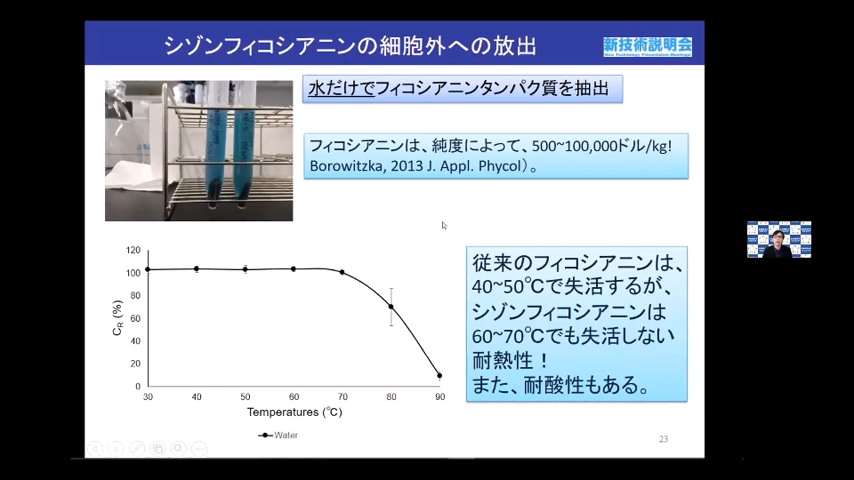 シゾンフィコシアニンの細胞外への放出
新技術説明会
New Technology Presentation Meetings!
水だけでフィコシアニンタンパク質を抽出
フィコシアニンは、純度によって、500~100,000ドル/kg!
Borowitzka, 2013 J. Appl. Phycol）。
従来のフィコシアニンは、
40~50℃で失活するが、
シゾンフィコシアニンは
60~70℃でも失活しない
耐熱性！
また、耐酸性もある。
120
100
80
60
40
20
0
CR (%)
30 40 50 60 70 80 90
Temperatures (℃)
Water
23